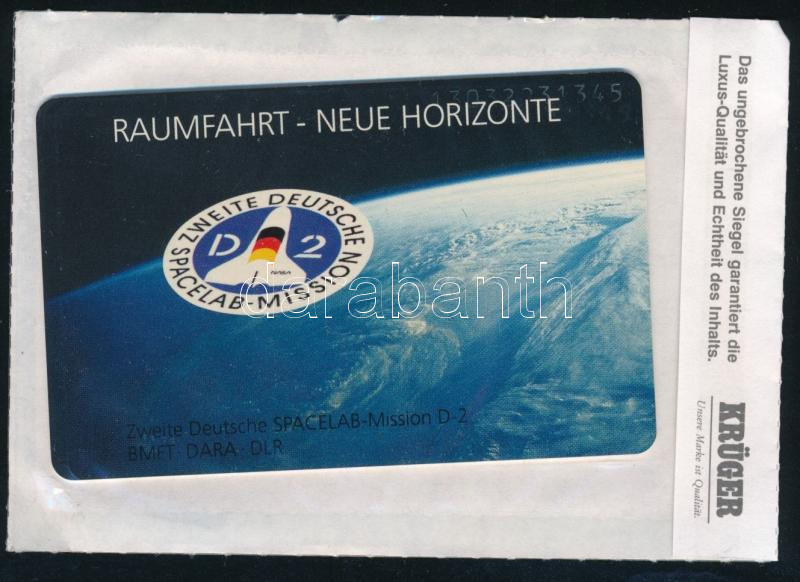 13032231345
RAUMFAHRT - NEUE HORIZONTE
ZWEITE DEUTSCHE
D 2
NASA
SPACELAB-MISSION
darabanth
Zweite Deutsche SPACELAB-Mission D-2
BMFT · DARA · DLR
Das ungebrochene Siegel garantiert die
Luxus-Qualität und Echtheit des Inhalts.
KRÜGER
Unsere Marke ist Qualität.